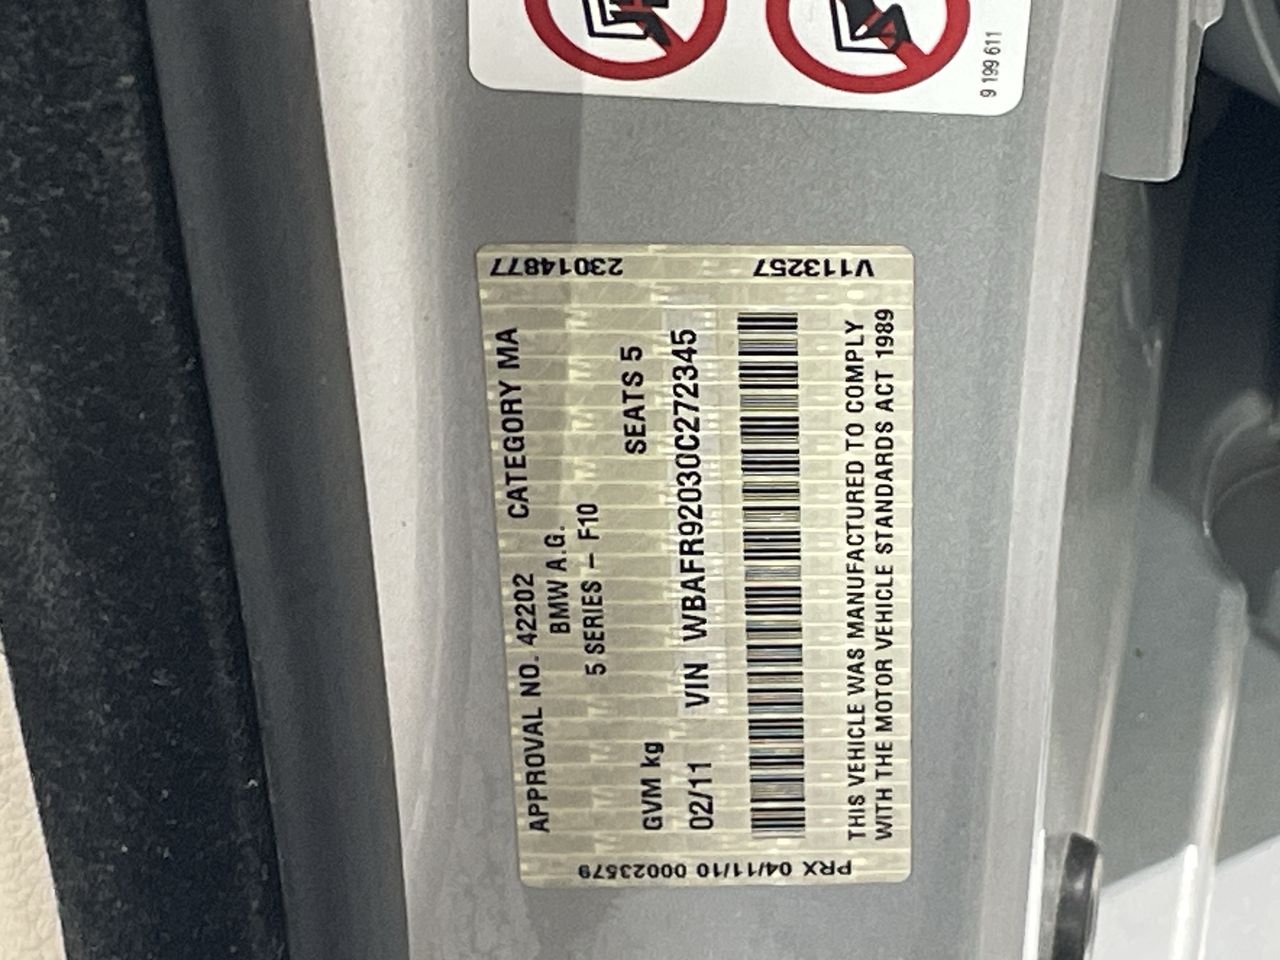 9 199 611
23014877
V113257
APPROVAL NO. 42202 CATEGORY MA
BMW A.G.
5 SERIES – F10
GVM kg SEATS 5
02/11 VIN WBAFR92030C272345
THIS VEHICLE WAS MANUFACTURED TO COMPLY
WITH THE MOTOR VEHICLE STANDARDS ACT 1989
PRX 04/11/10 00023579